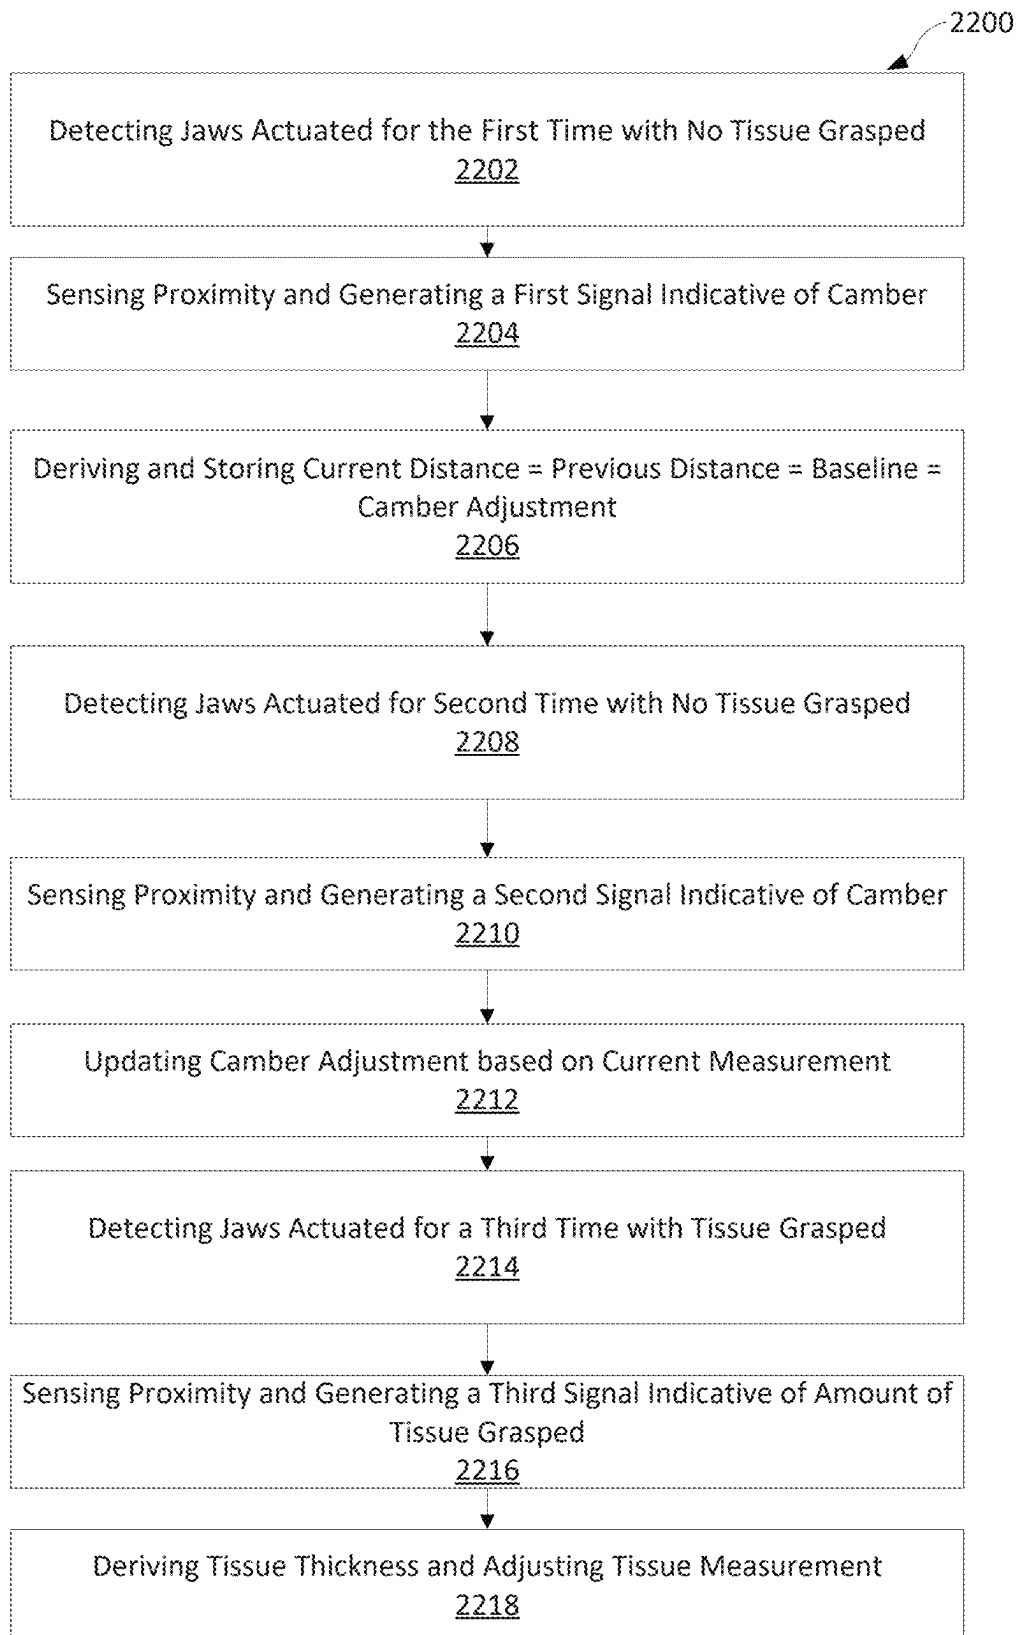 2200
Detecting Jaws Actuated for the First Time with No Tissue Grasped
2202
Sensing Proximity and Generating a First Signal Indicative of Camber
2204
Deriving and Storing Current Distance = Previous Distance = Baseline =
Camber Adjustment
2206
Detecting Jaws Actuated for Second Time with No Tissue Grasped
2208
Sensing Proximity and Generating a Second Signal Indicative of Camber
2210
Updating Camber Adjustment based on Current Measurement
2212
Detecting Jaws Actuated for a Third Time with Tissue Grasped
2214
Sensing Proximity and Generating a Third Signal Indicative of Amount of
Tissue Grasped
2216
Deriving Tissue Thickness and Adjusting Tissue Measurement
2218